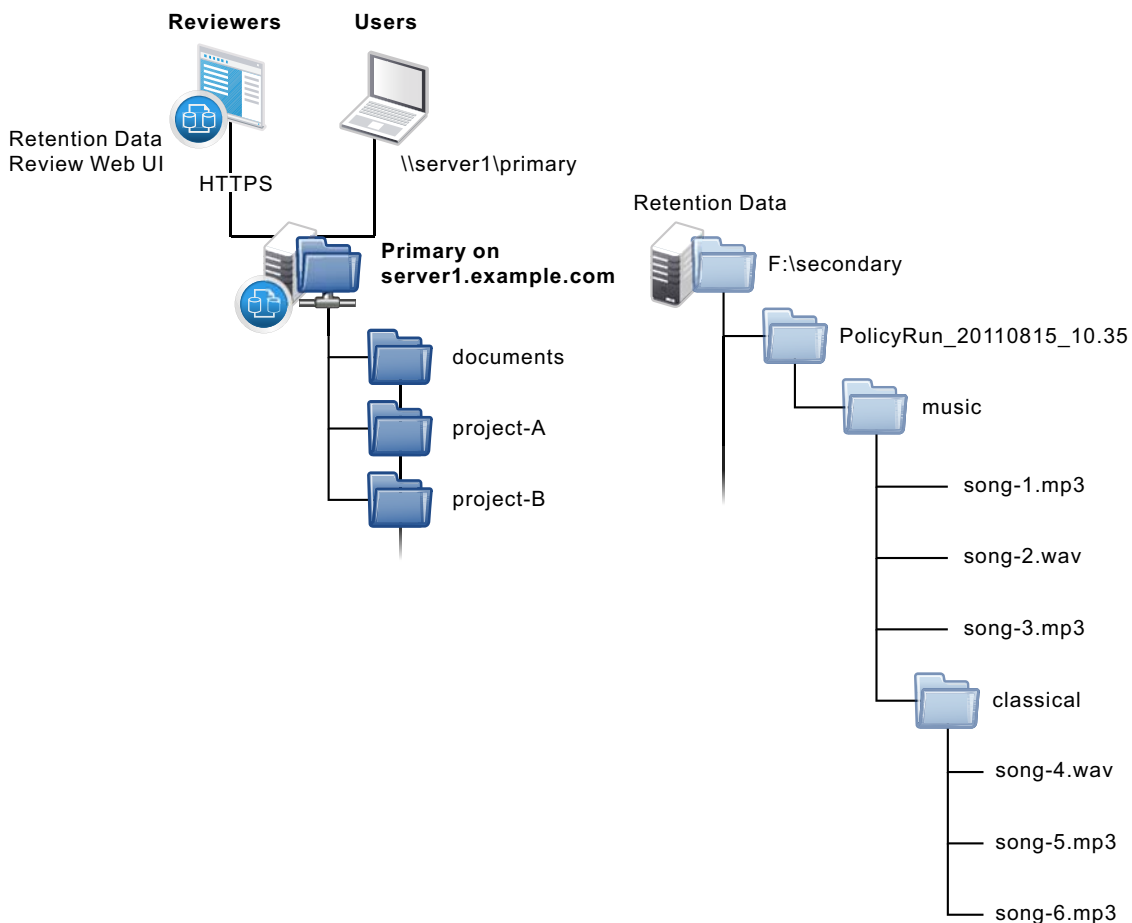 Reviewers
Users
Retention Data
Review Web UI
HTTPS
\\server1\primary
Primary on
server1.example.com
documents
project-A
project-B
Retention Data
F:\secondary
PolicyRun_20110815_10.35
music
song-1.mp3
song-2.wav
song-3.mp3
classical
song-4.wav
song-5.mp3
song-6.mp3